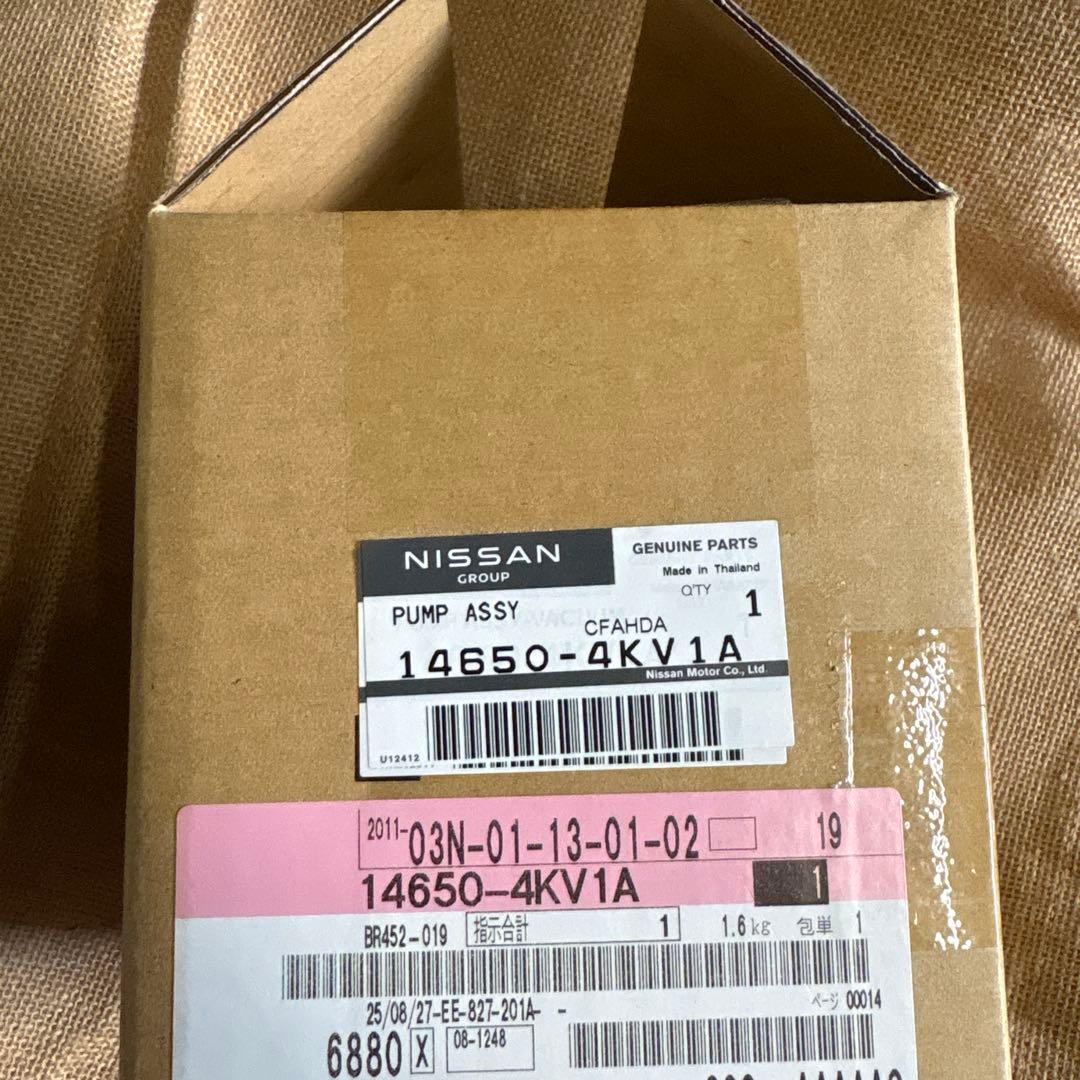 NISSAN
GROUP
GENUINE PARTS
Made in Thailand
Q'TY
1
PUMP ASSY
CFAHDA
14650-4KV1A
Nissan Motor Co., Ltd.
U12412
2011-03N-01-13-01-02 19
14650-4KV1A 1
BR452-019 指示合計 1 1.6kg 包単 1
25/08/27-EE-827-201A- -
ページ 00014
6880 X 08-1248